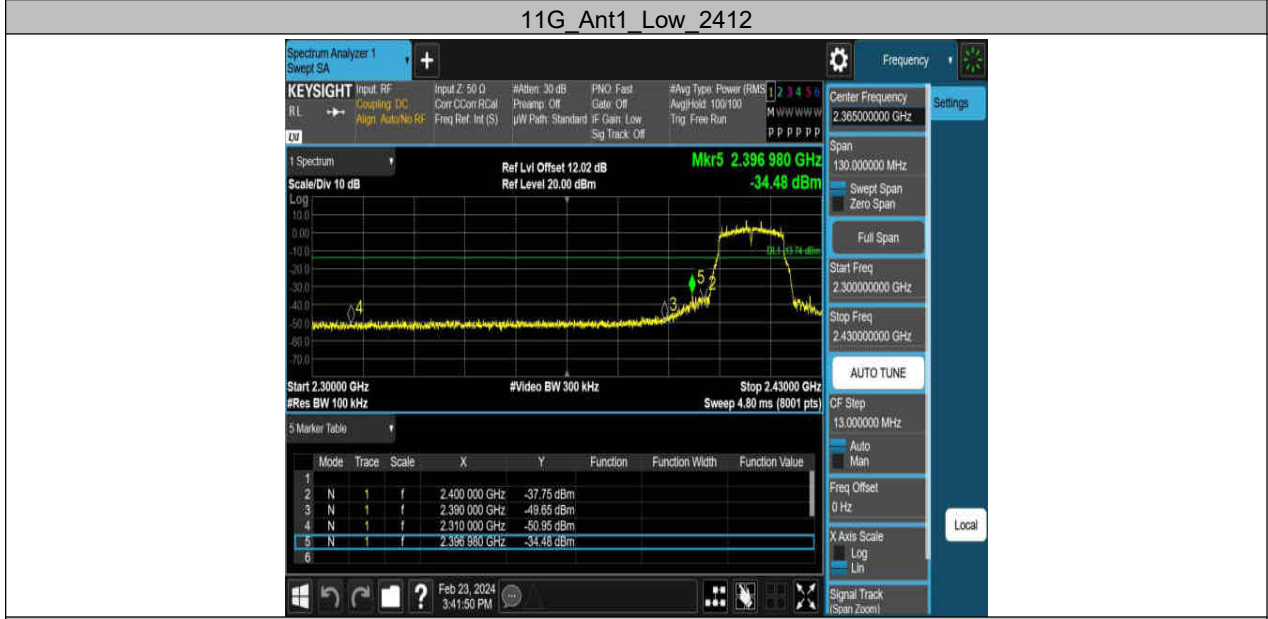 11G_Ant1_Low_2412
Spectrum Analyzer 1
Swept SA
+
Frequency
KEYSIGHT
RL
LXI
Input: RF
Coupling: DC
Align: Auto/No RF
Input Z: 50 Ω
Corr CCorr RCal
Freq Ref: Int (S)
#Atten: 30 dB
Preamp: Off
µW Path: Standard
PNO: Fast
Gate: Off
IF Gain: Low
Sig Track: Off
#Avg Type: Power (RMS
Avg|Hold: 100/100
Trig: Free Run
1 2 3 4 5 6
M W W W W W
P P P P P P
1 Spectrum
Scale/Div 10 dB
Ref Lvl Offset 12.02 dB
Ref Level 20.00 dBm
Mkr5 2.396 980 GHz
-34.48 dBm
Log
10.0
0.00
-10.0
-20.0
-30.0
-40.0
-50.0
-60.0
-70.0
DL1 -13.74 dBm
4
3
5
2
Start 2.30000 GHz
#Res BW 100 kHz
#Video BW 300 kHz
Stop 2.43000 GHz
Sweep 4.80 ms (8001 pts)
5 Marker Table
Mode Trace Scale X Y Function Function Width Function Value
1
2 N 1 f 2.400 000 GHz -37.75 dBm
3 N 1 f 2.390 000 GHz -49.65 dBm
4 N 1 f 2.310 000 GHz -50.95 dBm
5 N 1 f 2.396 980 GHz -34.48 dBm
6
?
Feb 23, 2024
3:41:50 PM
Center Frequency
2.365000000 GHz
Span
130.000000 MHz
Swept Span
Zero Span
Full Span
Start Freq
2.300000000 GHz
Stop Freq
2.430000000 GHz
AUTO TUNE
CF Step
13.000000 MHz
Auto
Man
Freq Offset
0 Hz
X Axis Scale
Log
Lin
Signal Track
(Span Zoom)
Settings
Local